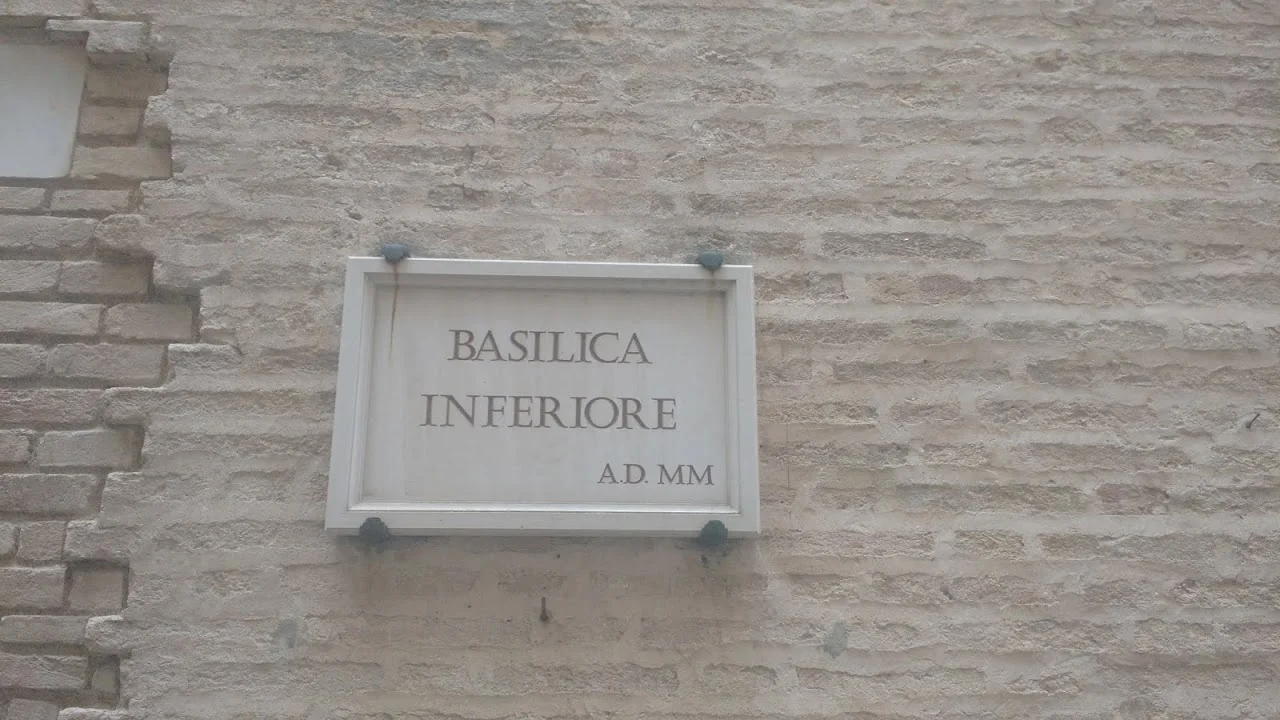 BASILICA
INFERIORE
A.D. MM